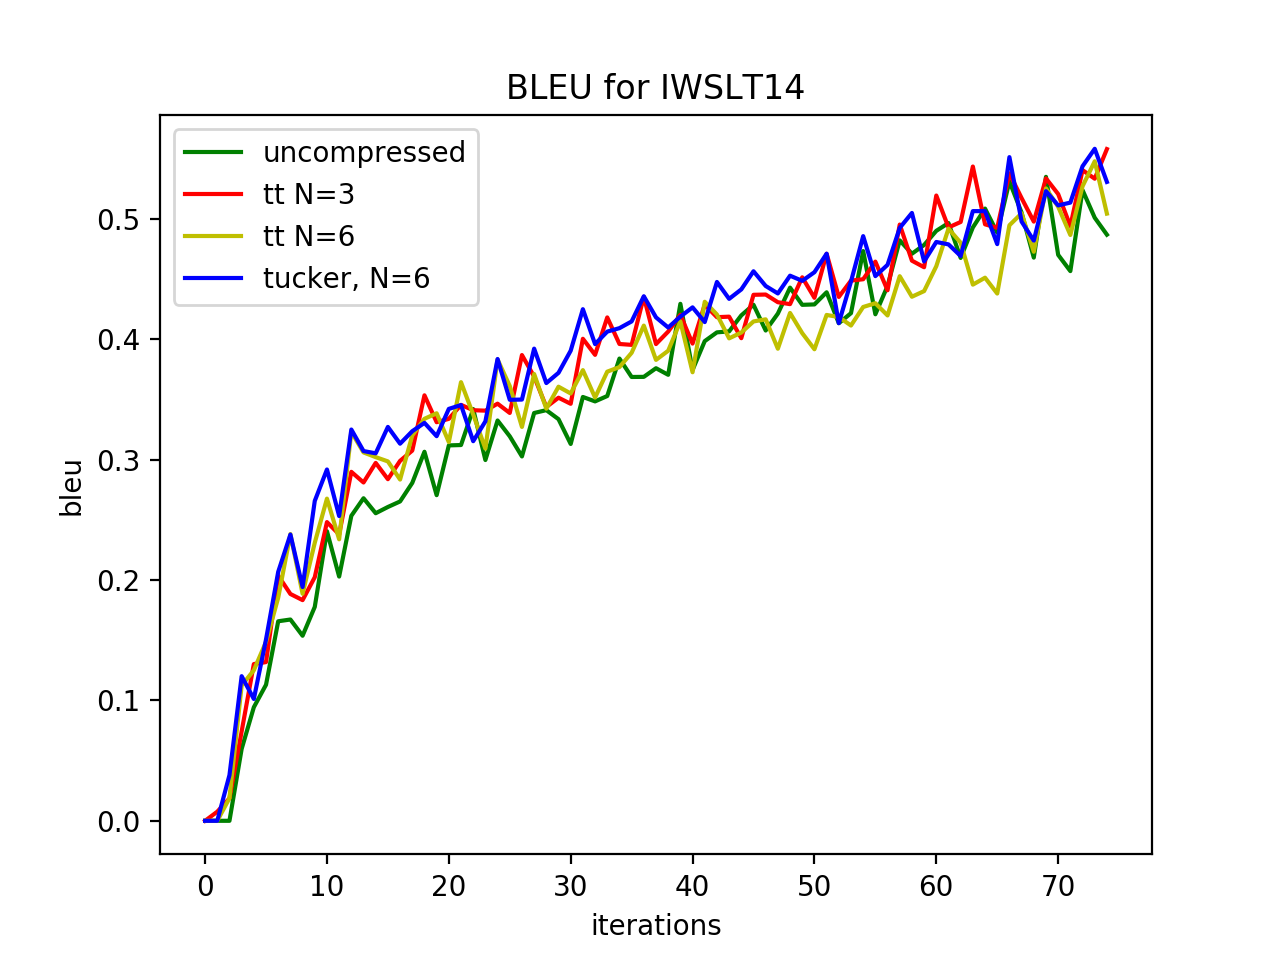 BLEU for IWSLT14
uncompressed
tt N=3
tt N=6
tucker, N=6
bleu
0.5
0.4
0.3
0.2
0.1
0.0
0 10 20 30 40 50 60 70
iterations